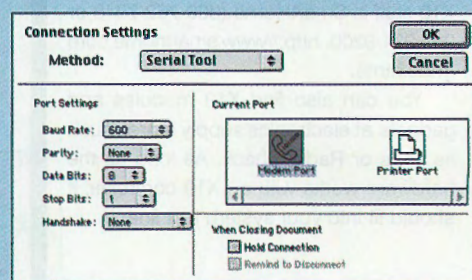 Connection Settings
OK
Method: Serial Tool
Cancel
Port Settings
Current Port
Baud Rate: 600
Parity: None
Data Bits: 8
Stop Bits: 1
Handshake: None
Modem Port
Printer Port
When Closing Document
Hold Connection
Remind to Disconnect